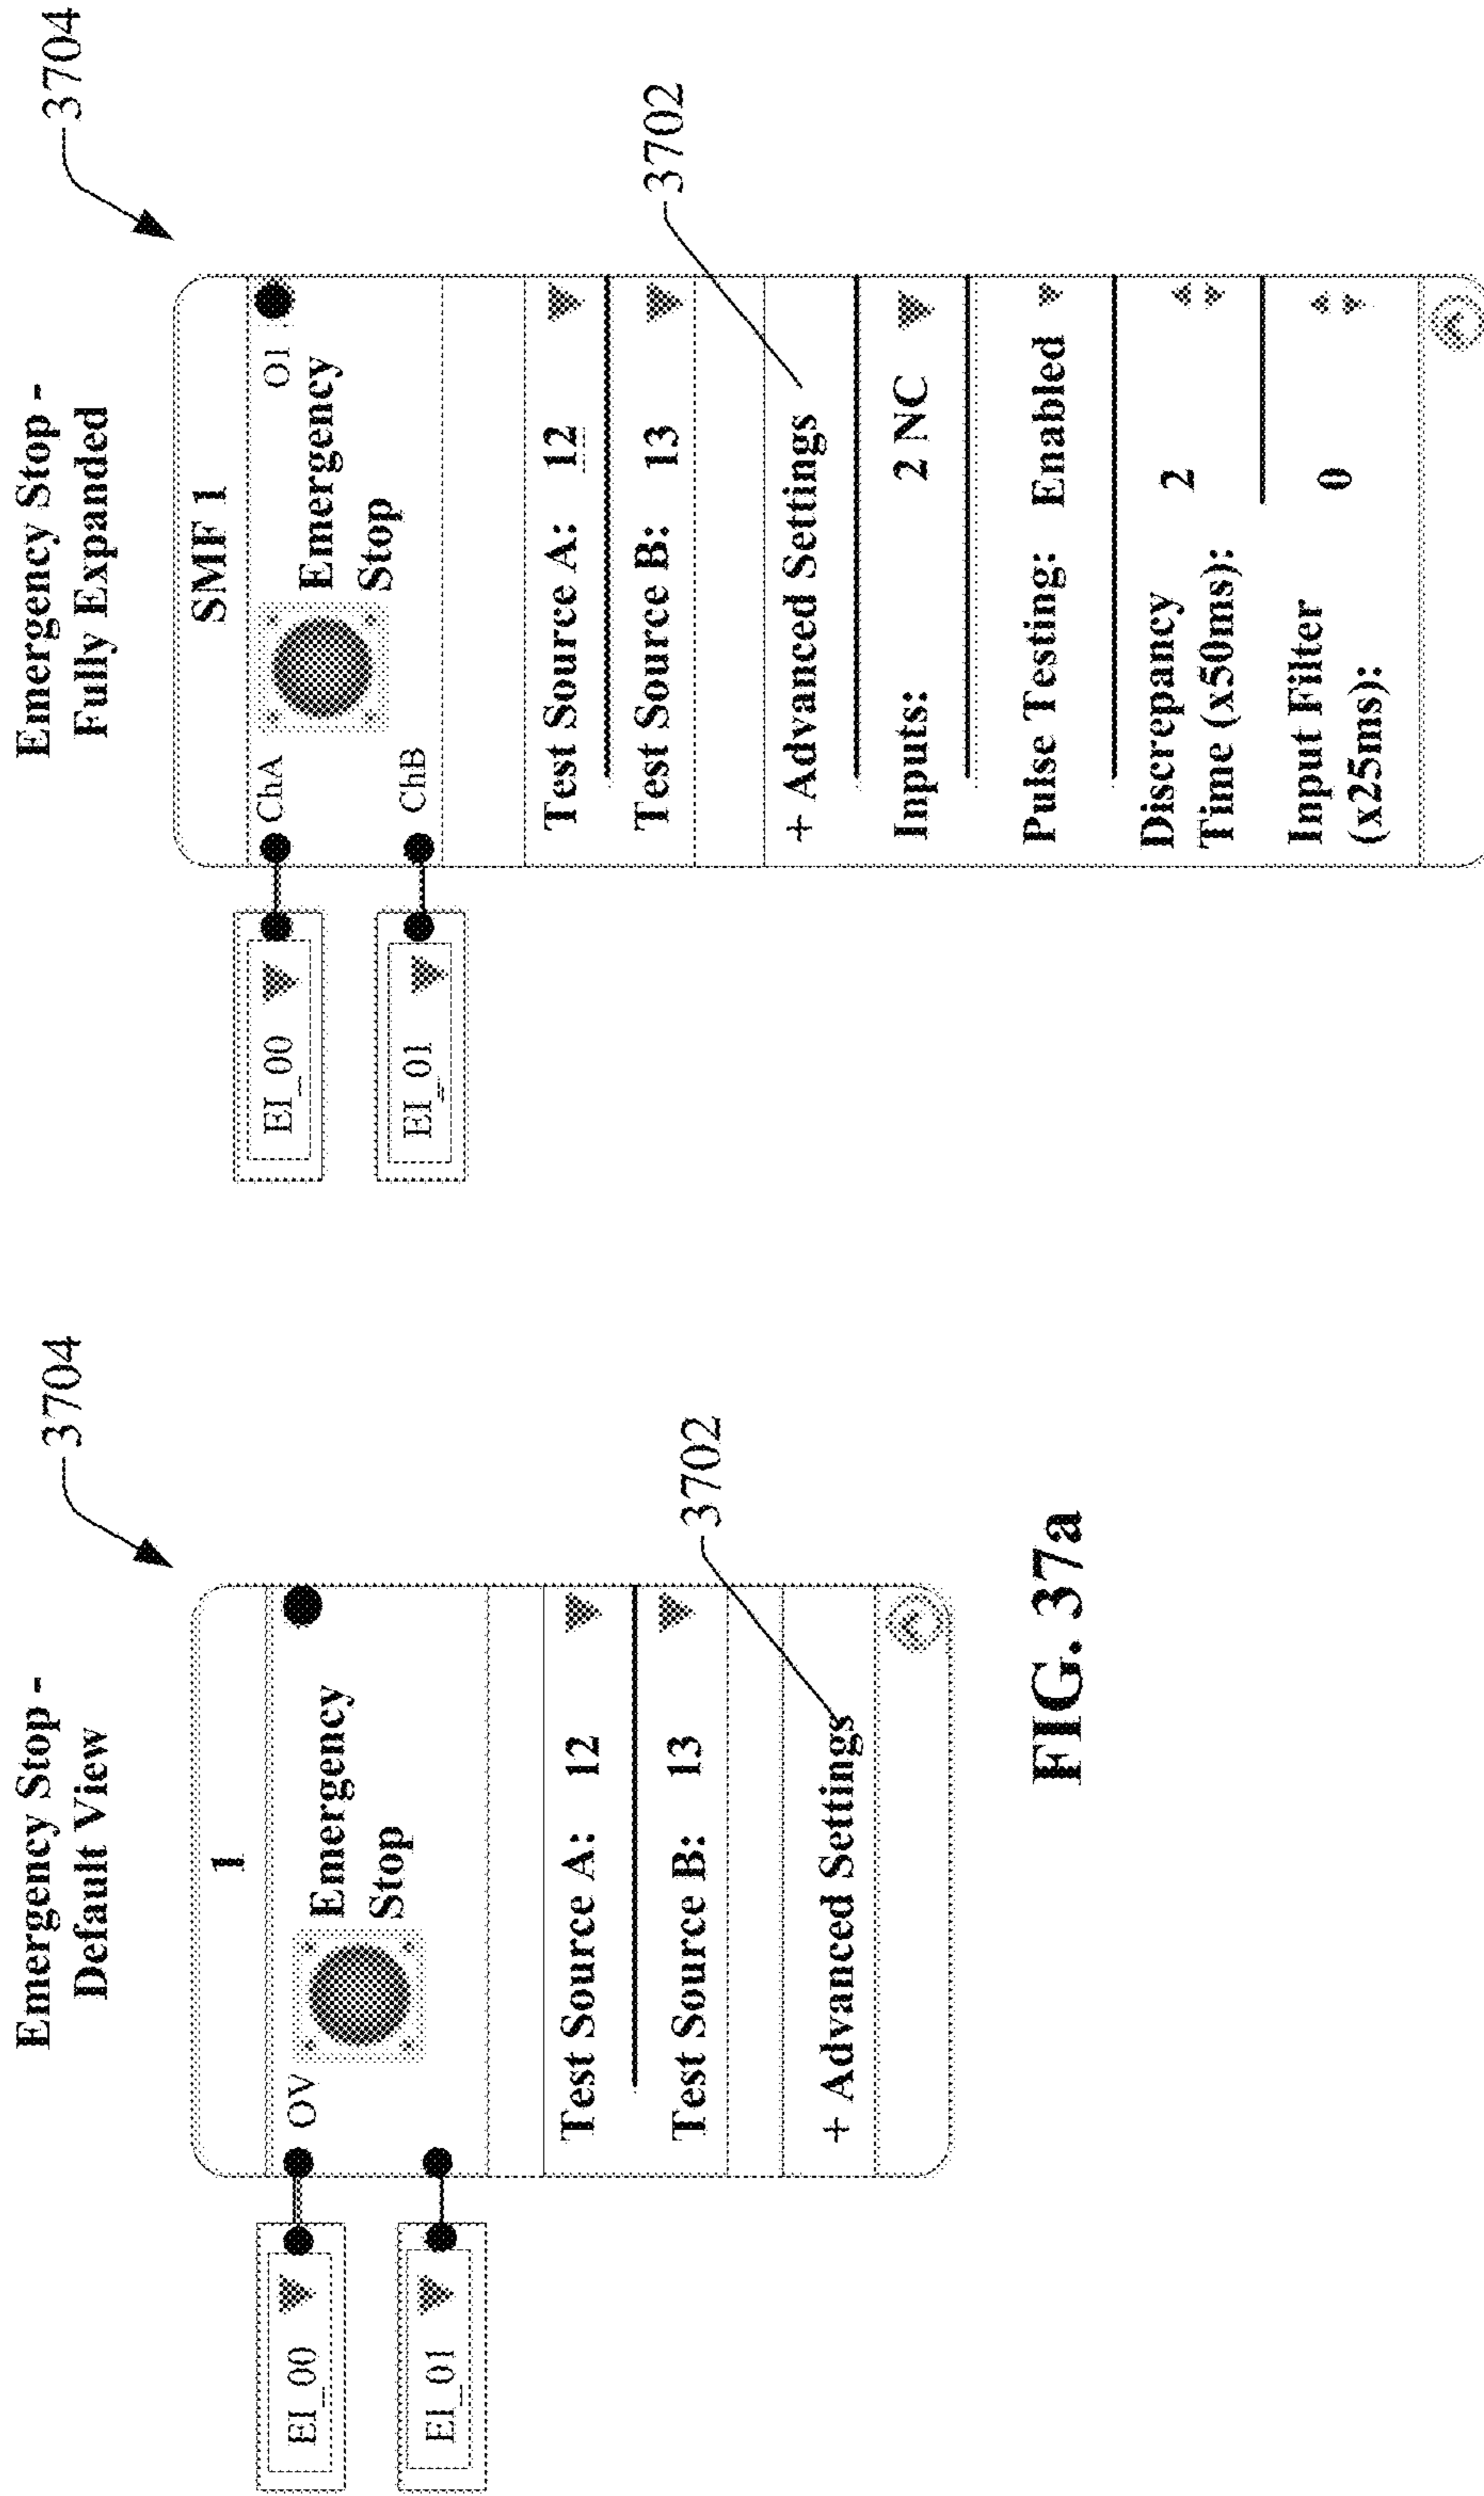 Emergency Stop -
Default View
3704
1
OV
Emergency
Stop
EI_00
EI_01
Test Source A: 12
Test Source B: 13
3702
+ Advanced Settings
FIG. 37a
Emergency Stop -
Fully Expanded
3704
SMF 1
ChA
O1
Emergency
Stop
ChB
EI_00
EI_01
Test Source A: 12
Test Source B: 13
3702
+ Advanced Settings
Inputs: 2 NC
Pulse Testing: Enabled
Discrepancy
Time (x50ms): 2
Input Filter
(x25ms): 0